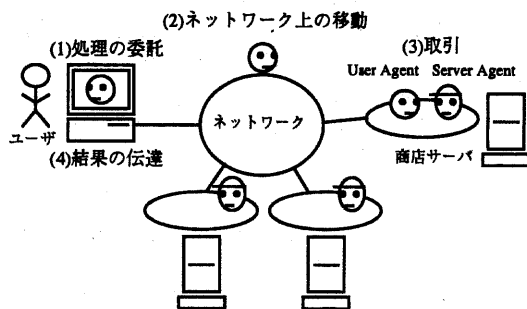 (2)ネットワーク上の移動
(1)処理の委託
(3)取引
User Agent Server Agent
ユーザ
ネットワーク
商店サーバ
(4)結果の伝達